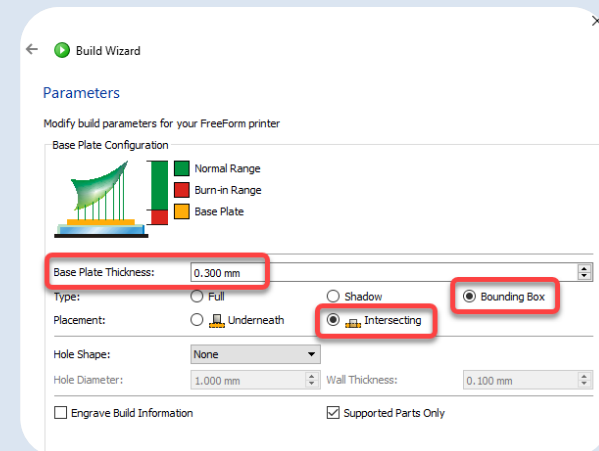 Build Wizard
Parameters
Modify build parameters for your FreeForm printer
Base Plate Configuration
Normal Range
Burn-in Range
Base Plate
Base Plate Thickness: 0.300 mm
Type: Full Shadow Bounding Box
Placement: Underneath Intersecting
Hole Shape: None
Hole Diameter: 1.000 mm Wall Thickness: 0.100 mm
Engrave Build Information Supported Parts Only